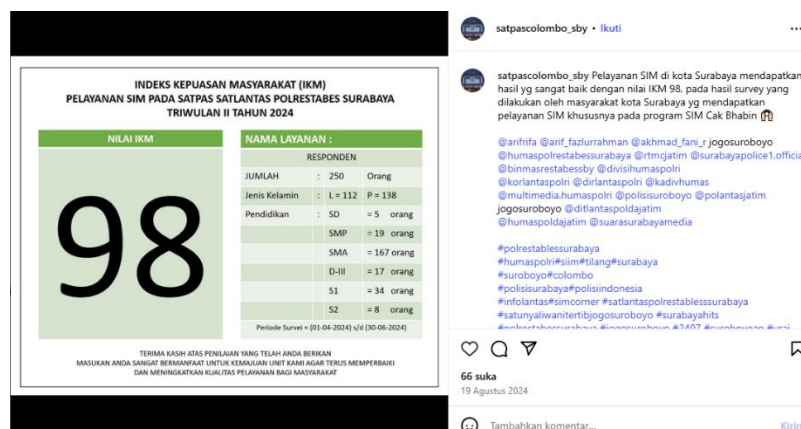 INDEKS KEPUASAN MASYARAKAT (IKM)
PELAYANAN SIM PADA SATPAS SATLANTAS POLRESTABES SURABAYA
TRIWULAN II TAHUN 2024
NILAI IKM
98
NAMA LAYANAN :
RESPONDEN
JUMLAH : 250 Orang
Jenis Kelamin : L = 112 P = 138
Pendidikan : SD = 5 orang
SMP = 19 orang
SMA = 167 orang
D-III = 17 orang
S1 = 34 orang
S2 = 8 orang
Periode Survei = (01-04-2024) s/d (30-06-2024)
TERIMA KASIH ATAS PENILAIAN YANG TELAH ANDA BERIKAN
MASUKAN ANDA SANGAT BERMANFAAT UNTUK KEMAJUAN UNIT KAMI AGAR TERUS MEMPERBAIKI
DAN MENINGKATKAN KUALITAS PELAYANAN BAGI MASYARAKAT
satpascolombo_sby • Ikuti
satpascolombo_sby Pelayanan SIM di kota Surabaya mendapatkan
hasil yg sangat baik dengan nilai IKM 98, pada hasil survey yang
dilakukan oleh masyarakat kota Surabaya yg mendapatkan
pelayanan SIM khususnya pada program SIM Cak Bhabin
@arifrifa @arif_fazlurrahman @akhmad_fani_r jogosuroboyo
@humaspolrestabessurabaya @rtmcjatim @surabayapolice1.official
@binmasrestabessby @divisihumaspolri
@korlantaspolri @dirlantaspolri @kadivhumas
@multimedia.humaspolri @polisisuroboyo @polantasjatim
jogosuroboyo @ditlantaspoldajatim
@humaspoldajatim @suarasurabayamedia
#polrestablessurabaya
#humaspolri#siim#tilang#surabaya
#suroboyo#colombo
#polisisurabaya#polisiindonesia
#infolantas#simcorner #satlantaspolrestablesssurabaya
#satunyaliwanitertibjogosuroboyo #surabayahits
66 suka
19 Agustus 2024
Tambahkan komentar...